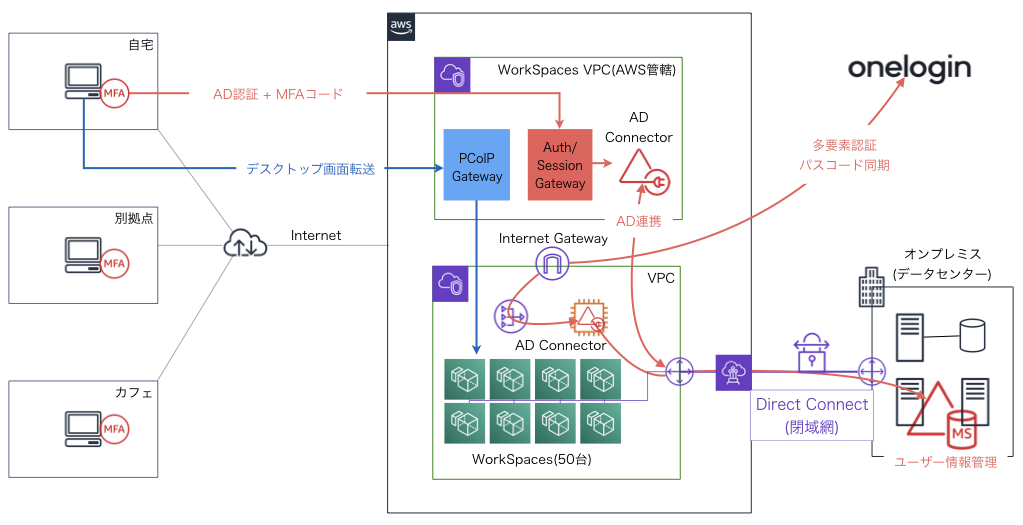 自宅
MFA
AD認証 + MFAコード
デスクトップ画面転送
別拠点
MFA
Internet
カフェ
MFA
aws
WorkSpaces VPC(AWS管轄)
PCoIP
Gateway
Auth/
Session
Gateway
AD
Connector
AD連携
Internet Gateway
VPC
AD Connector
WorkSpaces(50台)
onelogin
多要素認証
パスコード同期
オンプレミス
(データセンター)
Direct Connect
(閉域網)
MS
ユーザー情報管理